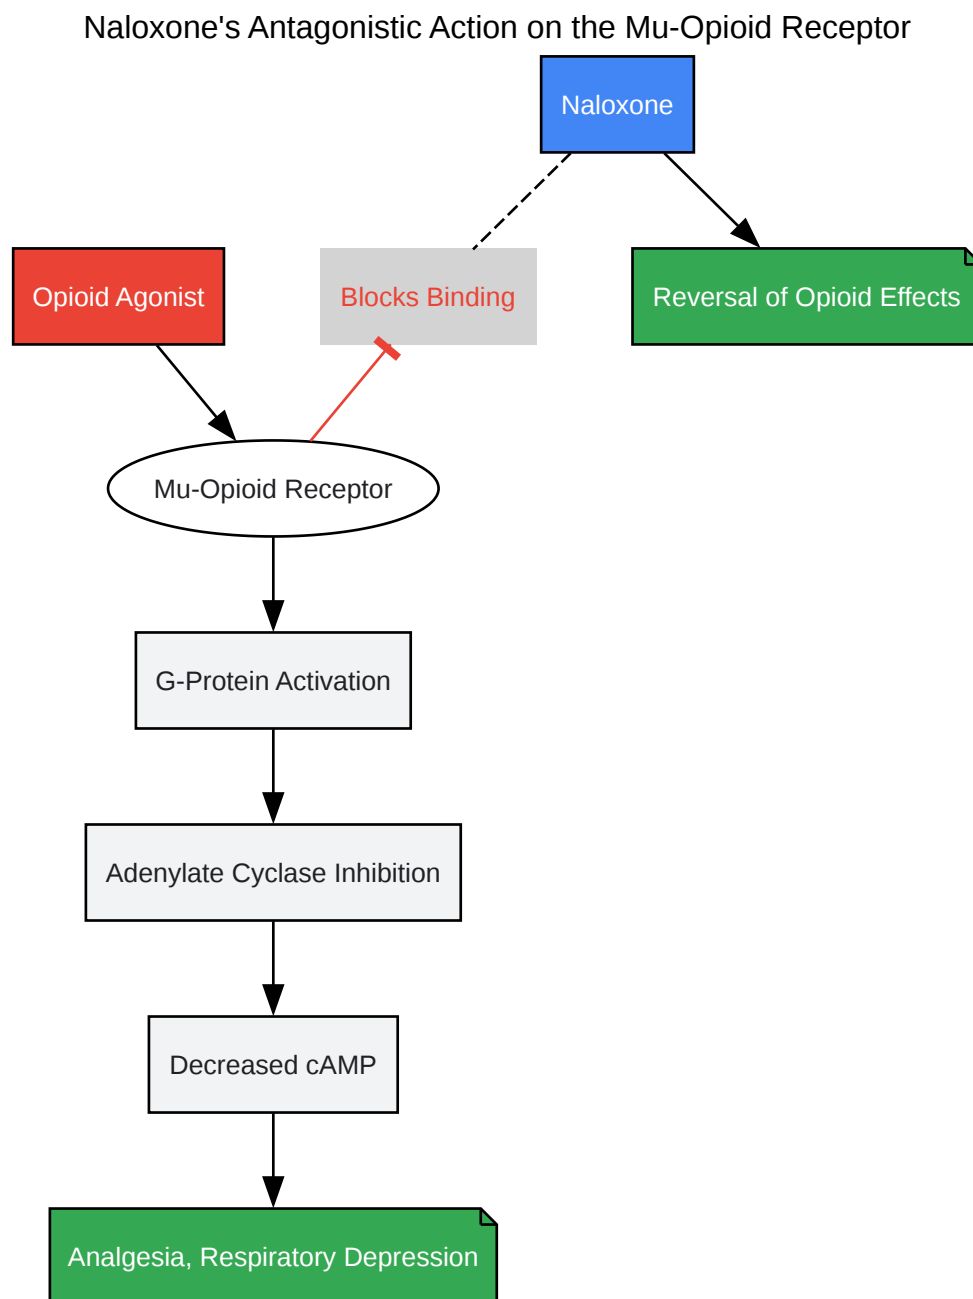 Naloxone's Antagonistic Action on the Mu-Opioid Receptor
Naloxone
Opioid Agonist
Blocks Binding
Reversal of Opioid Effects
Mu-Opioid Receptor
G-Protein Activation
Adenylate Cyclase Inhibition
Decreased cAMP
Analgesia, Respiratory Depression